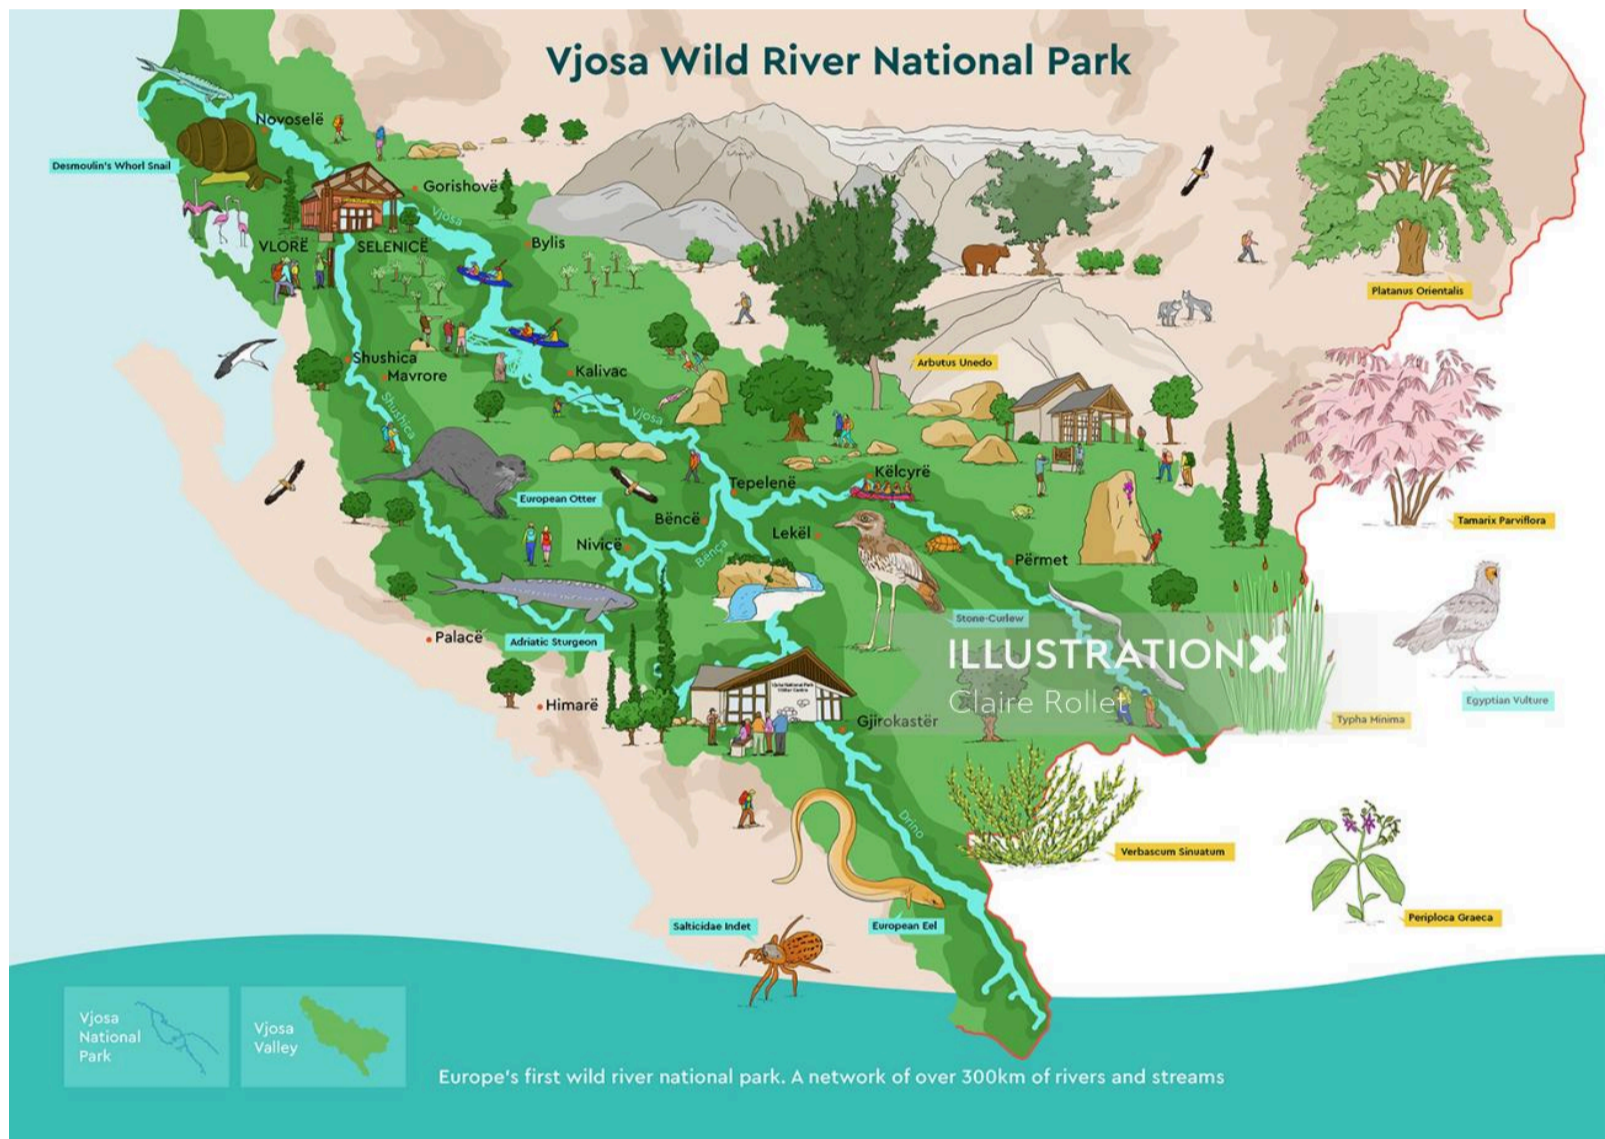 Vjosa Wild River National Park
Novoselë
Desmoulin's Whorl Snail
Gorishovë
Vjosa
VLORË
SELENICË
Bylis
Platanus Orientalis
Shushica
Mavrore
Kalivac
Arbutus Unedo
Shushica
Vjosa
Këlcyrë
Tepelenë
European Otter
Bëncë
Lekël
Nivicë
Bënça
Tamarix Parviflora
Përmet
Stone-Curlew
Palacë
Adriatic Sturgeon
ILLUSTRATIONX
Claire Rollet
Egyptian Vulture
Himarë
Gjirokastër
Typha Minima
Drino
Verbascum Sinuatum
Periploca Graeca
Salticidae Indet
European Eel
Vjosa
National
Park
Vjosa
Valley
Europe's first wild river national park. A network of over 300km of rivers and streams